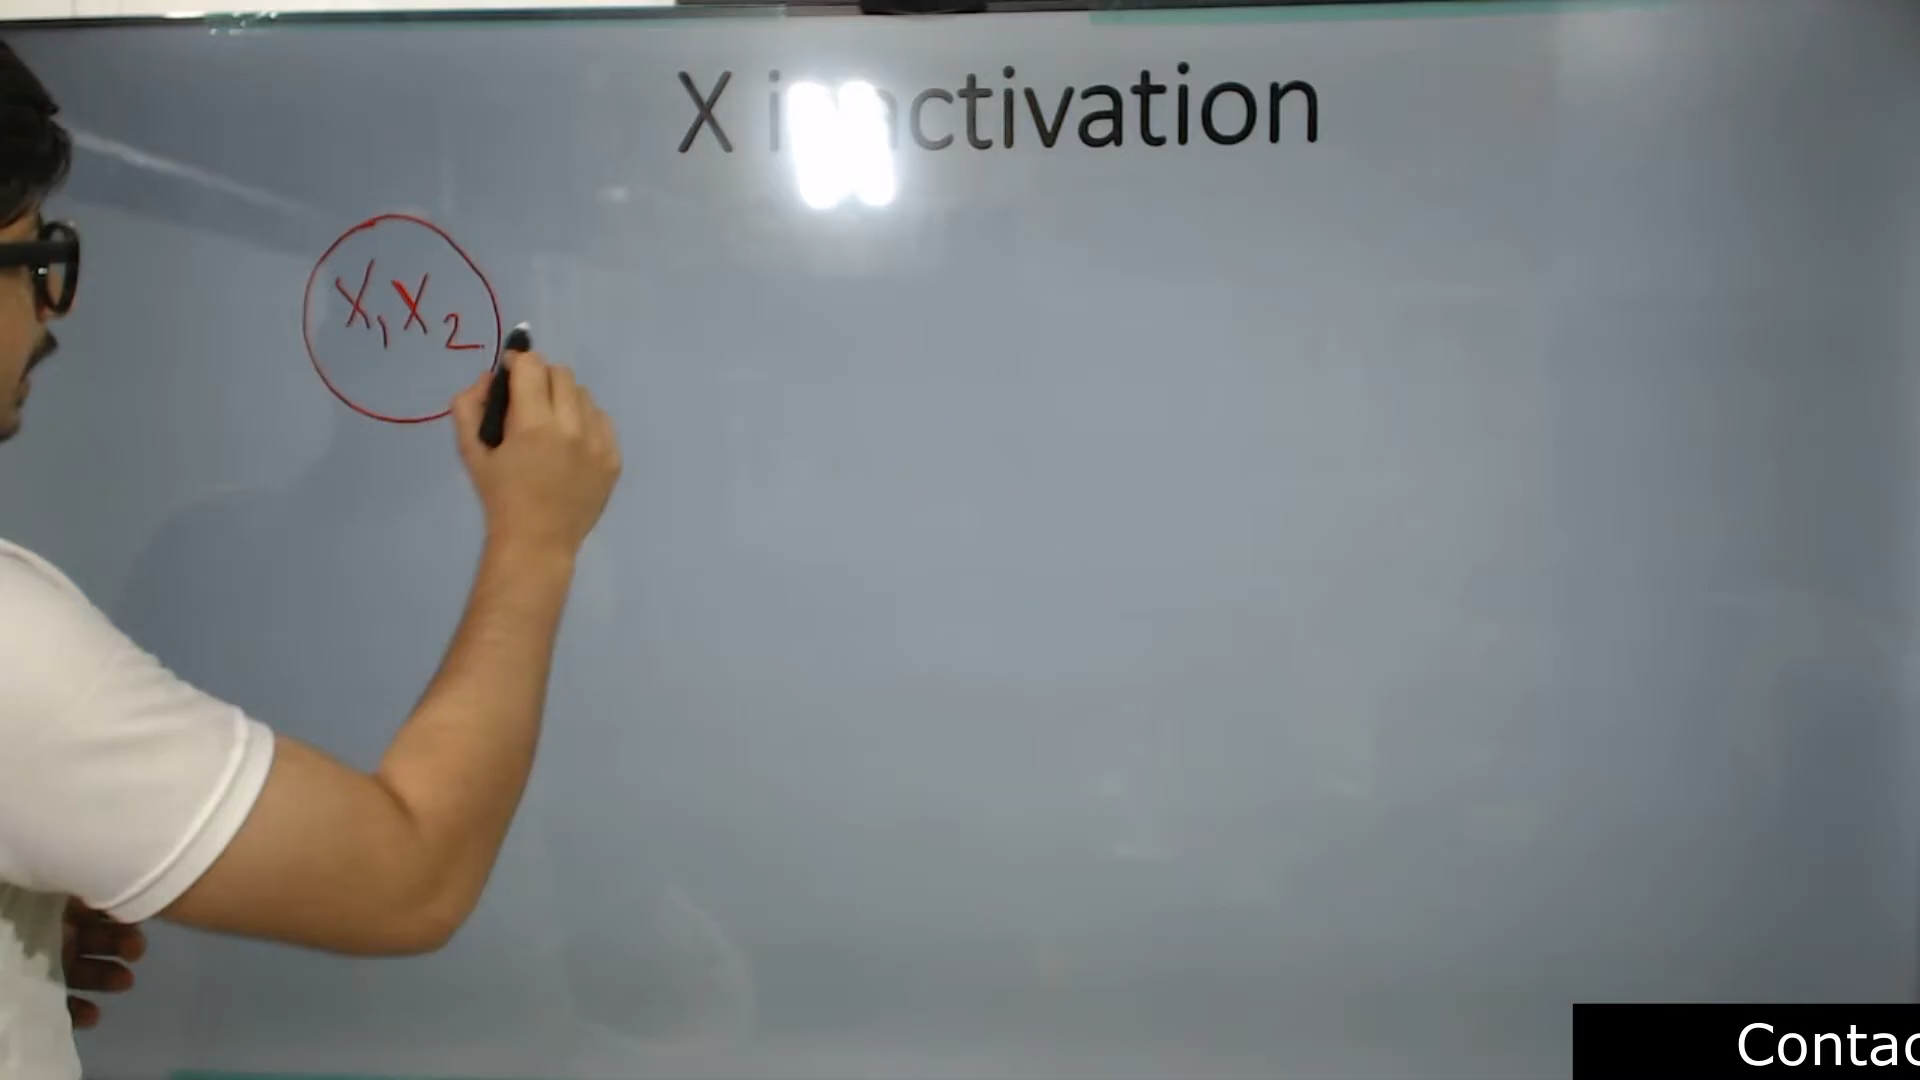 X inactivation
X₁X₂
Contac